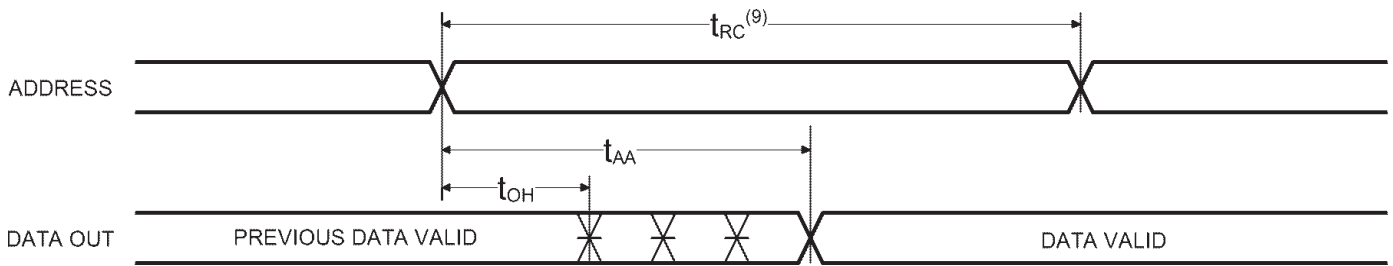 tRC(9)
ADDRESS
tAA
tOH
DATA OUT
PREVIOUS DATA VALID
DATA VALID